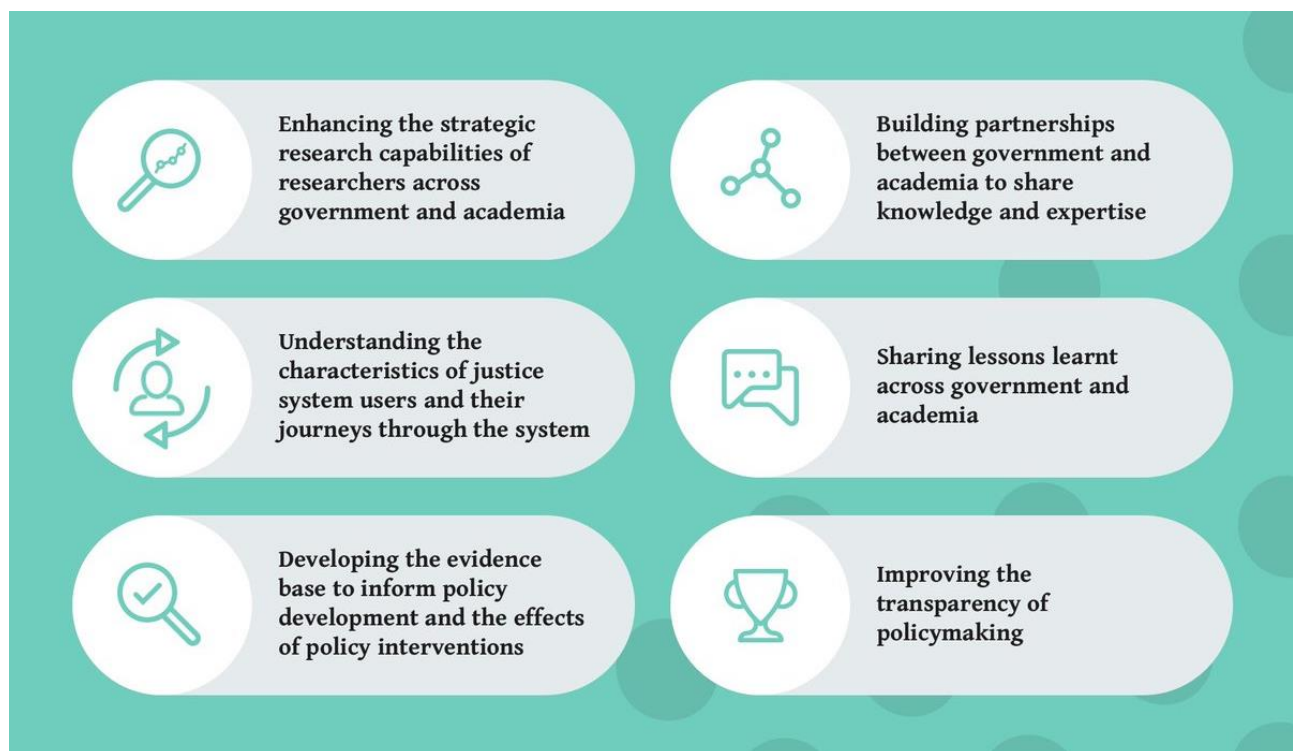 Enhancing the strategic
research capabilities of
researchers across
government and academia
Building partnerships
between government and
academia to share
knowledge and expertise
Understanding the
characteristics of justice
system users and their
journeys through the system
Sharing lessons learnt
across government and
academia
Developing the evidence
base to inform policy
development and the effects
of policy interventions
Improving the
transparency of
policymaking